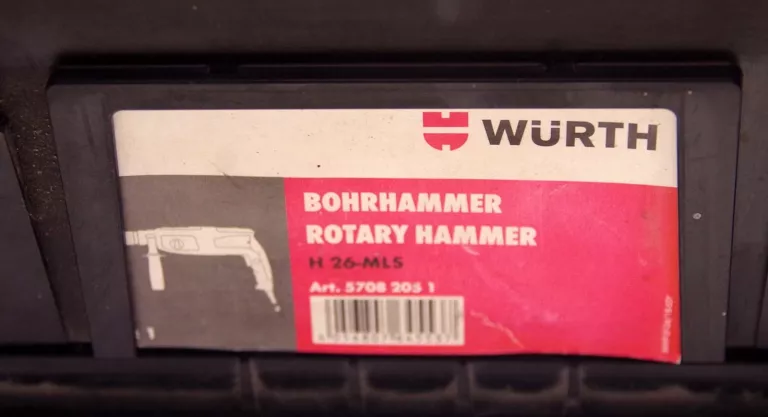 WÜRTH
BOHRHAMMER
ROTARY HAMMER
H 26-MLS
Art. 5708 205 1